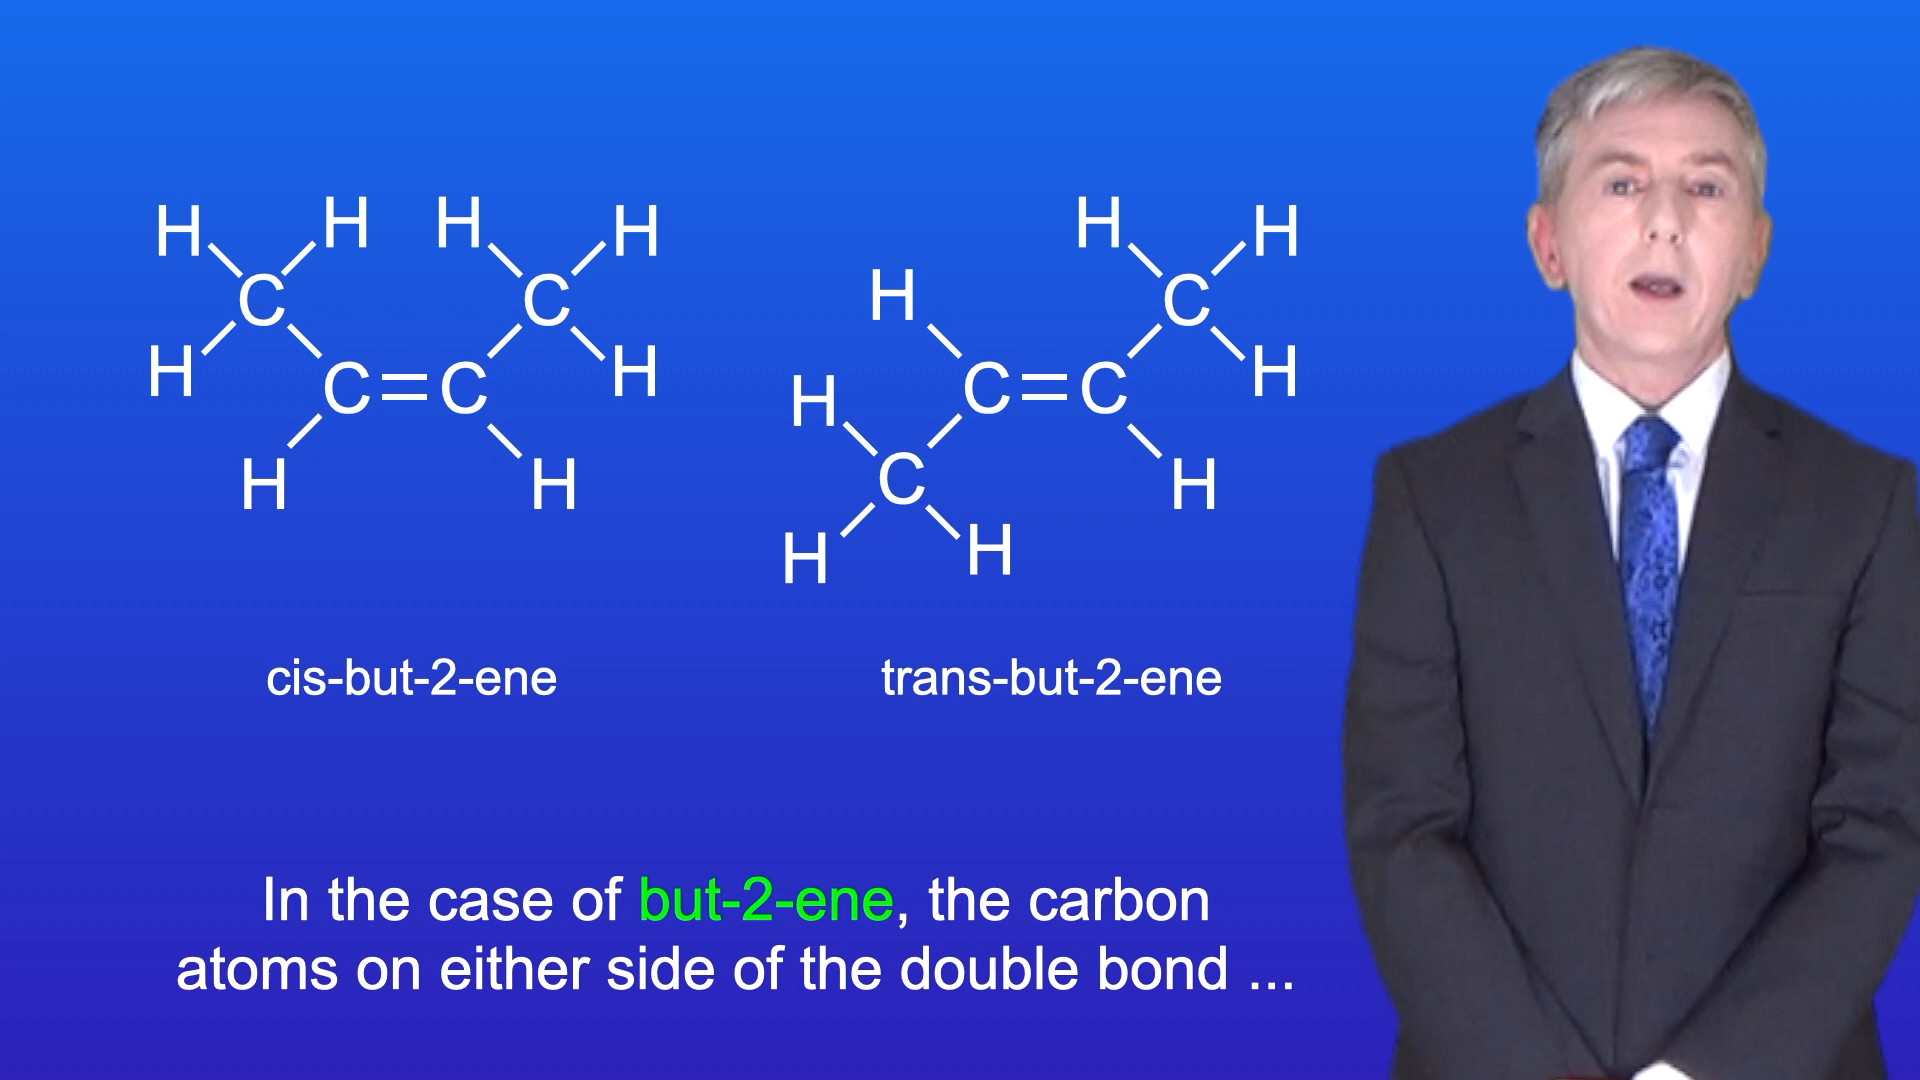 H H H H
H
C C
H H H H
C=C C=C
H
H H C H
H H
cis-but-2-ene trans-but-2-ene
In the case of but-2-ene, the carbon
atoms on either side of the double bond ...